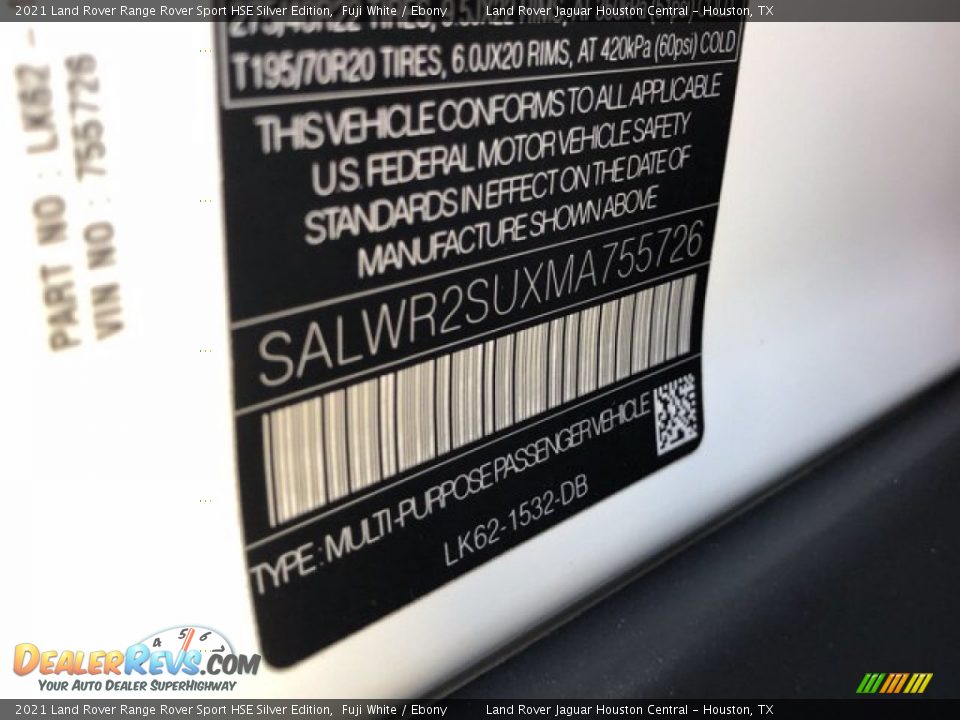 2021 Land Rover Range Rover Sport HSE Silver Edition, Fuji White / Ebony Land Rover Jaguar Houston Central - Houston, TX
T195/70R20 TIRES, 6.0JX20 RIMS, AT 420kPa (60psi) COLD
THIS VEHICLE CONFORMS TO ALL APPLICABLE
U.S. FEDERAL MOTOR VEHICLE SAFETY
STANDARDS IN EFFECT ON THE DATE OF
MANUFACTURE SHOWN ABOVE
SALWR2SUXMA755726
TYPE : MULTI-PURPOSE PASSENGER VEHICLE
LK62-1532-DB
PART NO : LK62 -
VIN NO : 755726
4 5 6
DEALERREVS.COM
YOUR AUTO DEALER SUPERHIGHWAY
2021 Land Rover Range Rover Sport HSE Silver Edition, Fuji White / Ebony Land Rover Jaguar Houston Central - Houston, TX